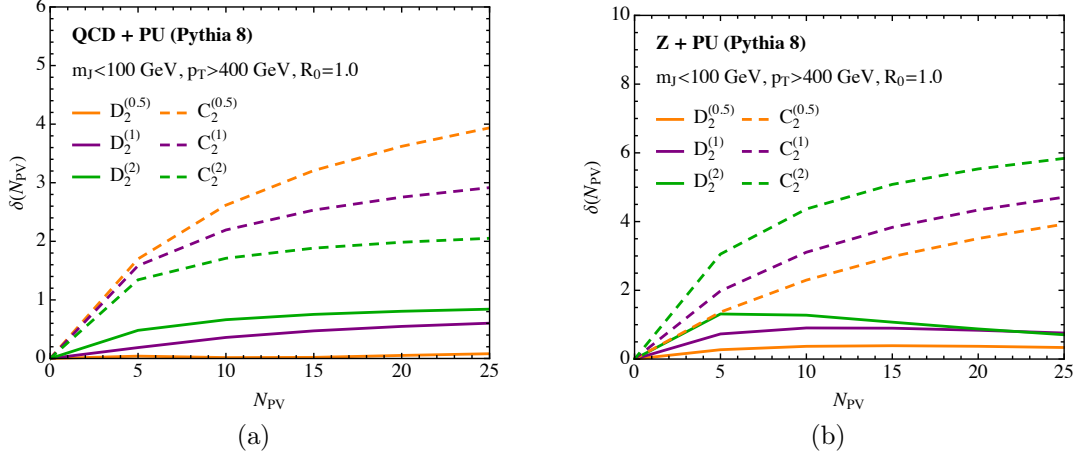 QCD + PU (Pythia 8)
m_J<100 GeV, p_T>400 GeV, R_0=1.0
D_2^(0.5) C_2^(0.5)
D_2^(1) C_2^(1)
D_2^(2) C_2^(2)
δ(N_PV)
6
5
4
3
2
1
0
0 5 10 15 20 25
N_PV
(a)
Z + PU (Pythia 8)
m_J<100 GeV, p_T>400 GeV, R_0=1.0
D_2^(0.5) C_2^(0.5)
D_2^(1) C_2^(1)
D_2^(2) C_2^(2)
δ(N_PV)
10
8
6
4
2
0
0 5 10 15 20 25
N_PV
(b)